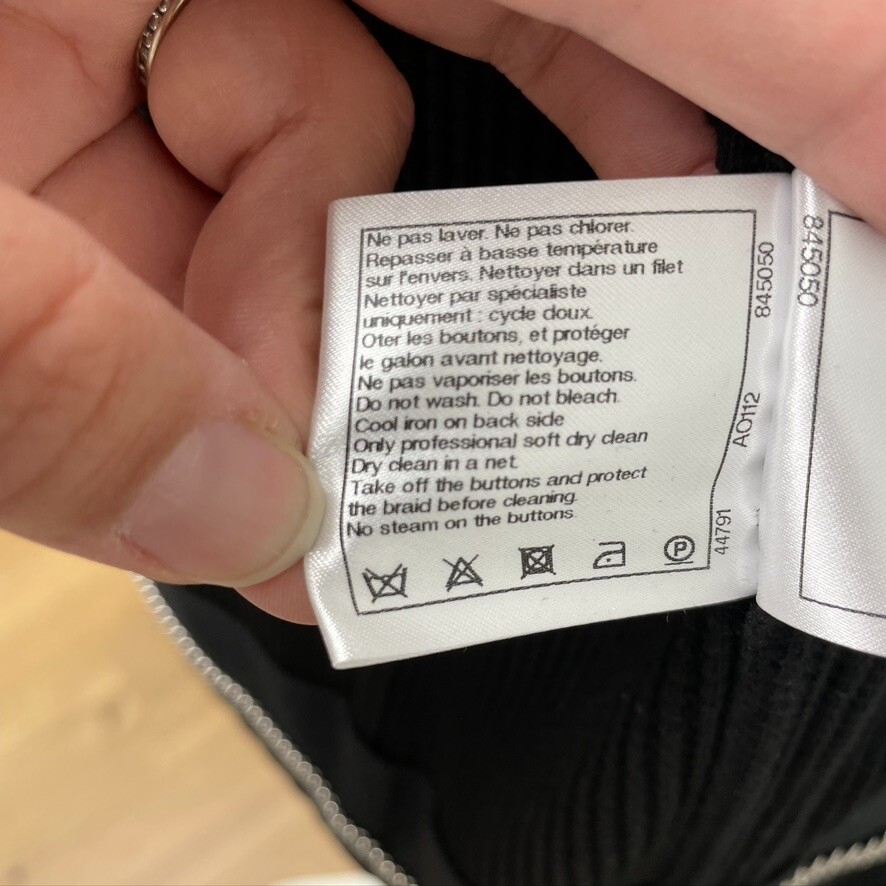 Ne pas laver. Ne pas chlorer.
Repasser à basse température
sur l'envers. Nettoyer dans un filet
Nettoyer par spécialiste
uniquement : cycle doux.
Oter les boutons, et protéger
le galon avant nettoyage.
Ne pas vaporiser les boutons.
Do not wash. Do not bleach.
Cool iron on back side
Only professional soft dry clean
Dry clean in a net.
Take off the buttons and protect
the braid before cleaning.
No steam on the buttons.
P
44791
AO112
845050
845050